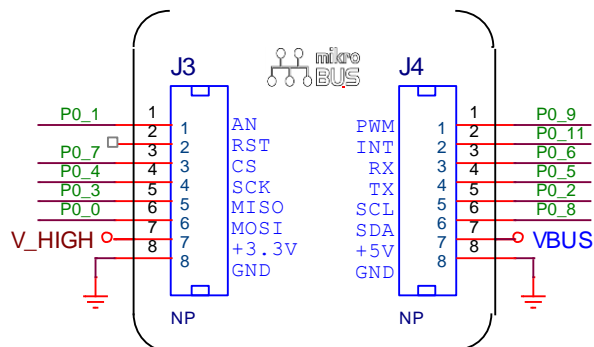 mikro
BUS
J3
J4
P0_1 1 1 AN
2 2 RST
P0_7 3 3 CS
P0_4 4 4 SCK
P0_3 5 5 MISO
P0_0 6 6 MOSI
V_HIGH 7 7 +3.3V
8 8 GND
NP
PWM 1 1 P0_9
INT 2 2 P0_11
RX 3 3 P0_6
TX 4 4 P0_5
SCL 5 5 P0_2
SDA 6 6 P0_8
+5V 7 7 VBUS
GND 8 8
NP